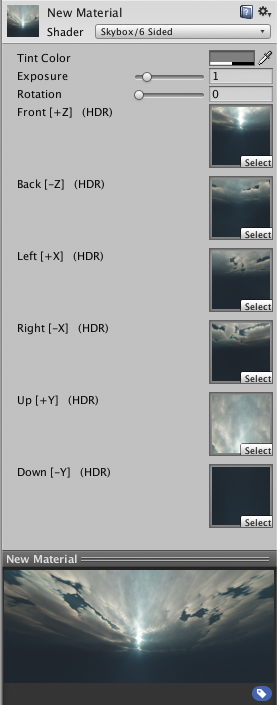 New Material
Shader Skybox/6 Sided
Tint Color
Exposure 1
Rotation 0
Front [+Z] (HDR)
Select
Back [-Z] (HDR)
Select
Left [+X] (HDR)
Select
Right [-X] (HDR)
Select
Up [+Y] (HDR)
Select
Down [-Y] (HDR)
Select
New Material